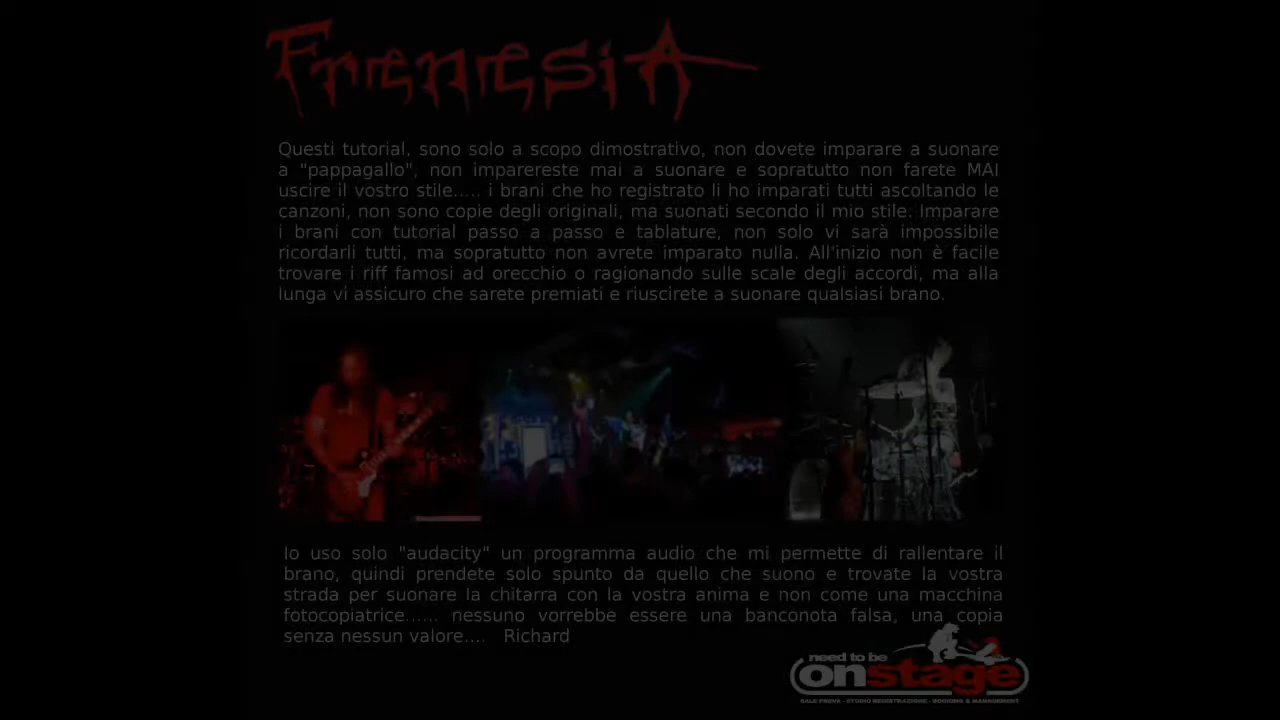 FrenesiA
Questi tutorial, sono solo a scopo dimostrativo, non dovete imparare a suonare
a "pappagallo", non imparereste mai a suonare e sopratutto non farete MAI
uscire il vostro stile..... i brani che ho registrato li ho imparati tutti ascoltando le
canzoni, non sono copie degli originali, ma suonati secondo il mio stile. Imparare
i brani con tutorial passo a passo e tablature, non solo vi sarà impossibile
ricordarli tutti, ma sopratutto non avrete imparato nulla. All'inizio non è facile
trovare i riff famosi ad orecchio o ragionando sulle scale degli accordi, ma alla
lunga vi assicuro che sarete premiati e riuscirete a suonare qualsiasi brano.
Io uso solo "audacity" un programma audio che mi permette di rallentare il
brano, quindi prendete solo spunto da quello che suono e trovate la vostra
strada per suonare la chitarra con la vostra anima e non come una macchina
fotocopiatrice...... nessuno vorrebbe essere una banconota falsa, una copia
senza nessun valore.... Richard
need to be
onstage
SALE PROVA - STUDIO REGISTRAZIONE - BOOKING & MANAGEMENT